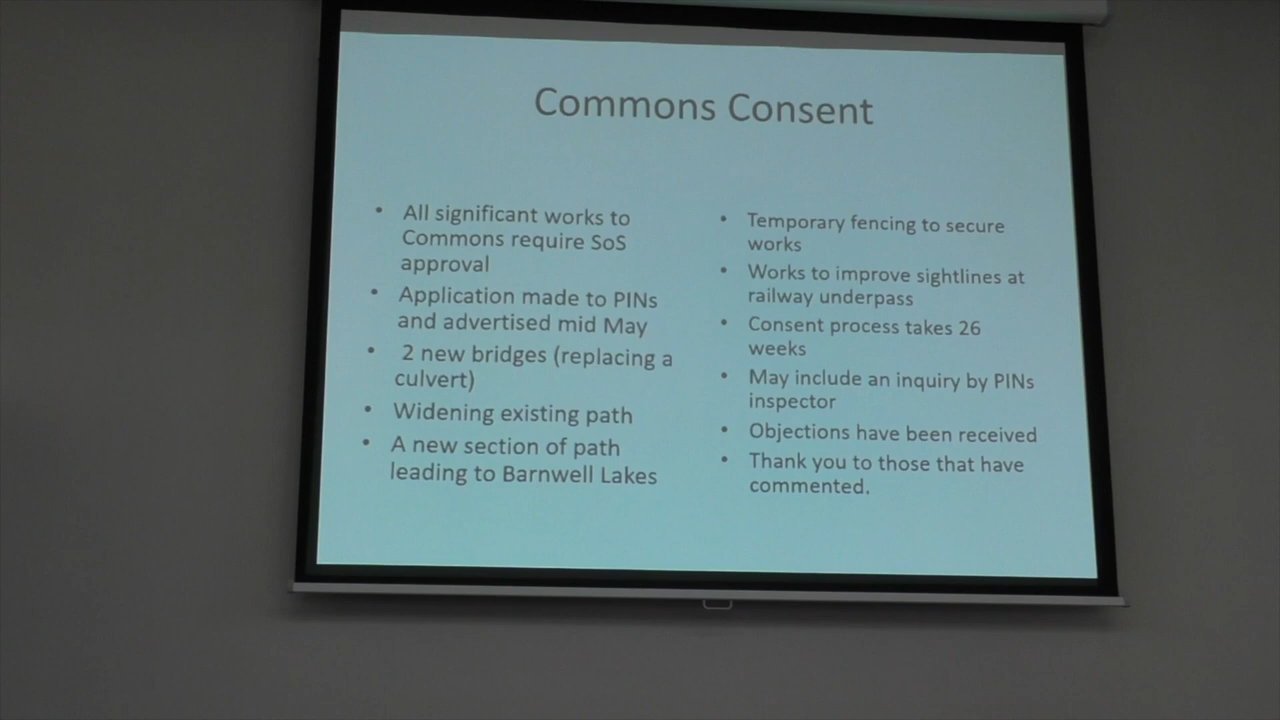 Commons Consent
• All significant works to
Commons require SoS
approval
• Application made to PINs
and advertised mid May
• 2 new bridges (replacing a
culvert)
• Widening existing path
• A new section of path
leading to Barnwell Lakes
• Temporary fencing to secure
works
• Works to improve sightlines at
railway underpass
• Consent process takes 26
weeks
• May include an inquiry by PINs
inspector
• Objections have been received
• Thank you to those that have
commented.